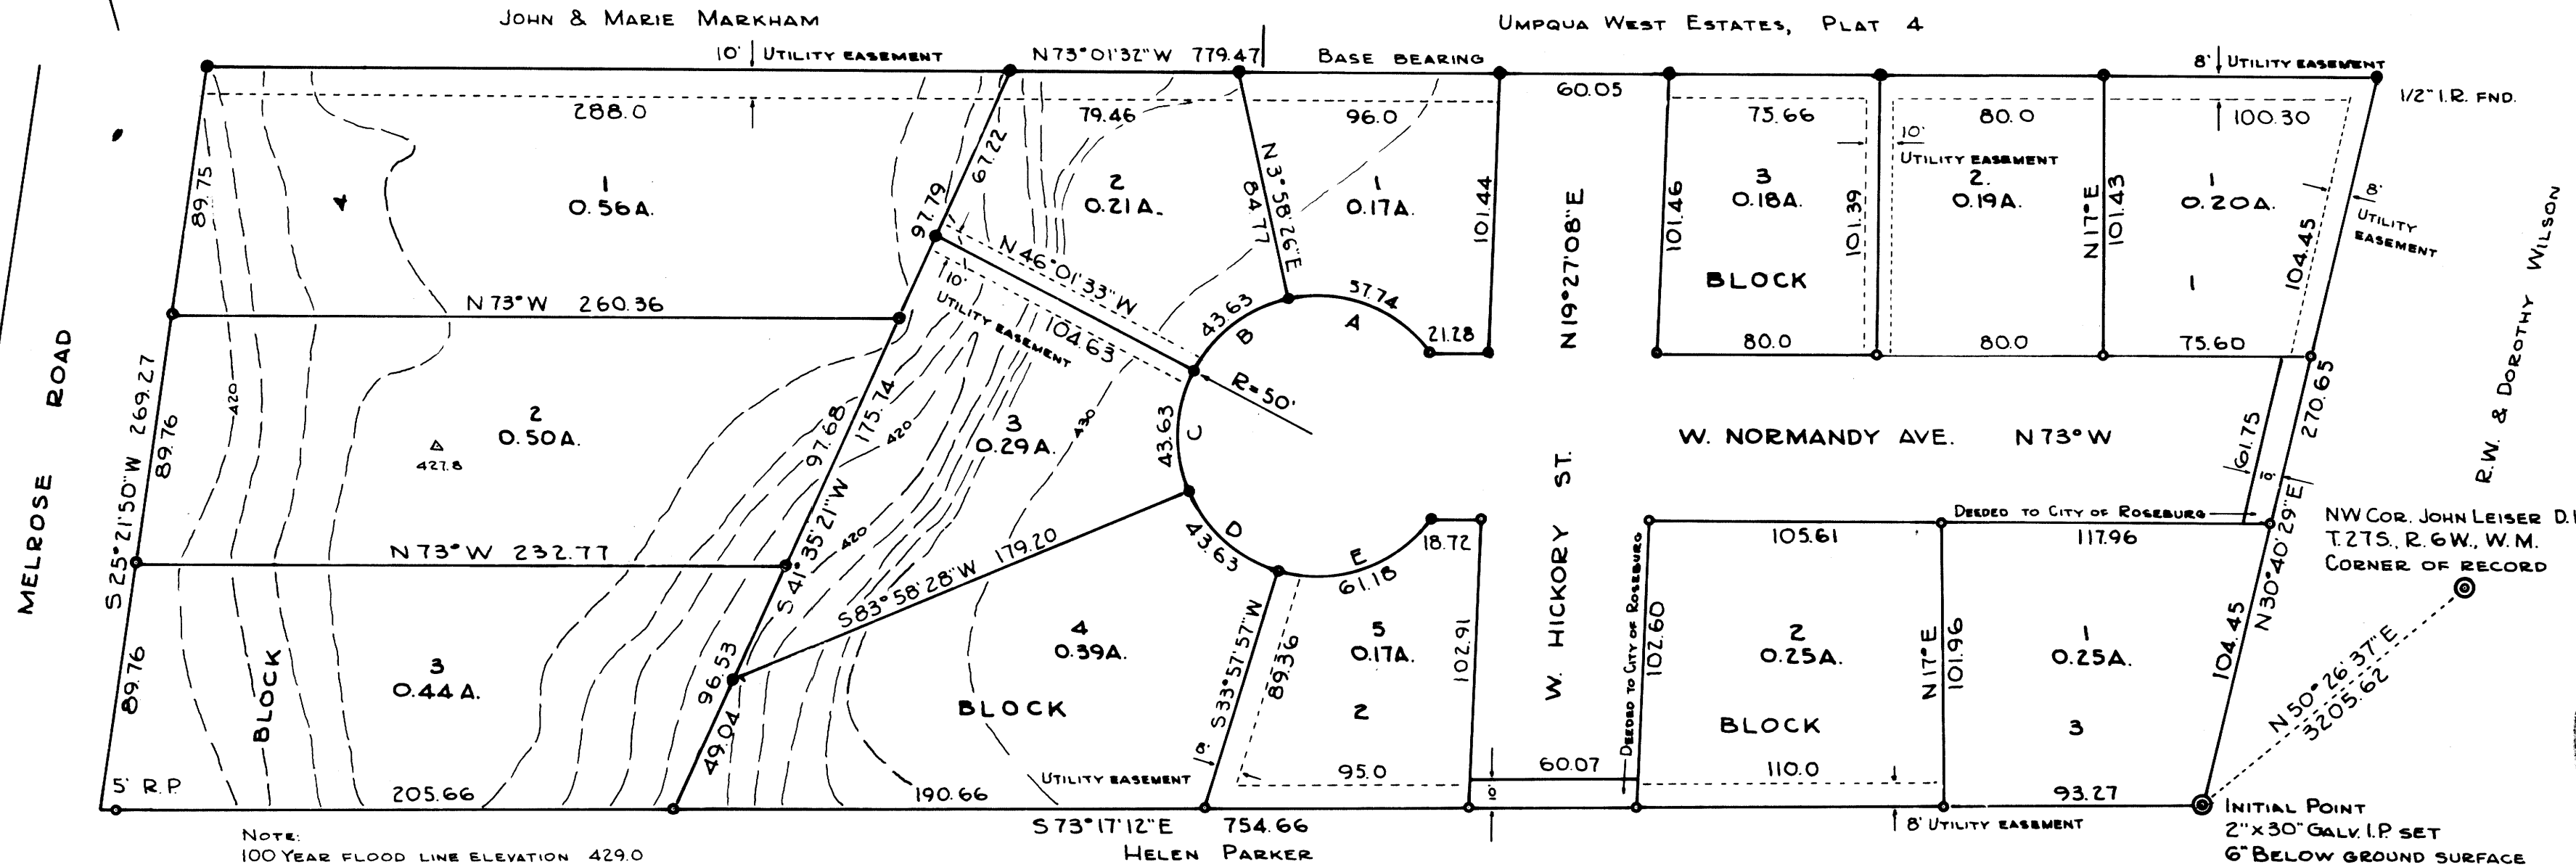 JOHN & MARIE MARKHAM
UMPQUA WEST ESTATES, PLAT 4
10' UTILITY EASEMENT
N73°01'32"W 779.47
BASE BEARING
8' UTILITY EASEMENT
1/2" I.R. FND.
288.0
79.46
96.0
60.05
75.66
80.0
100.30
10'
UTILITY EASEMENT
89.75
4
1
0.56A.
97.79
67.22
2
0.21A.
N3°58'26"E
84.77
1
0.17A.
101.44
N19°27'08"E
101.46
3
0.18A.
101.39
2.
0.19A.
N17°E
101.43
1
0.20A.
104.45
8'
UTILITY
EASEMENT
R.W. & DOROTHY WILSON
BLOCK
1
N46°01'33"W
10'
UTILITY EASEMENT
104.63
43.63
B
57.74
A
21.28
80.0
80.0
75.60
N73°W 260.36
MELROSE ROAD
S25°21'50"W 269.27
89.76
420
2
0.50A.
427.8
97.68
175.74
S41°35'21"W
420
3
0.29A.
430
43.63
C
R=50'
W. NORMANDY AVE. N73°W
61.75
270.65
8'
DEEDED TO CITY OF ROSEBURG
N30°40'29"E
NW COR. JOHN LEISER D.
T.27S., R.6W., W.M.
CORNER OF RECORD
N73°W 232.77
420
S83°58'28"W 179.20
D
43.63
E
61.18
18.72
W. HICKORY ST.
105.61
117.96
89.76
3
0.44A.
BLOCK
96.53
49.04
4
0.39A.
BLOCK
S33°57'57"W
89.36
5
0.17A.
2
102.91
DEEDED TO CITY OF ROSEBURG
102.60
2
0.25A.
N17°E
101.96
1
0.25A.
BLOCK
3
104.45
N50°26'37"E
3205.62
5' R.P.
205.66
190.66
UTILITY EASEMENT
8'
95.0
10'
60.07
110.0
93.27
S73°17'12"E 754.66
HELEN PARKER
8' UTILITY EASEMENT
INITIAL POINT
2"x30" GALV. I.P. SET
6" BELOW GROUND SURFACE
NOTE:
100 YEAR FLOOD LINE ELEVATION 429.0